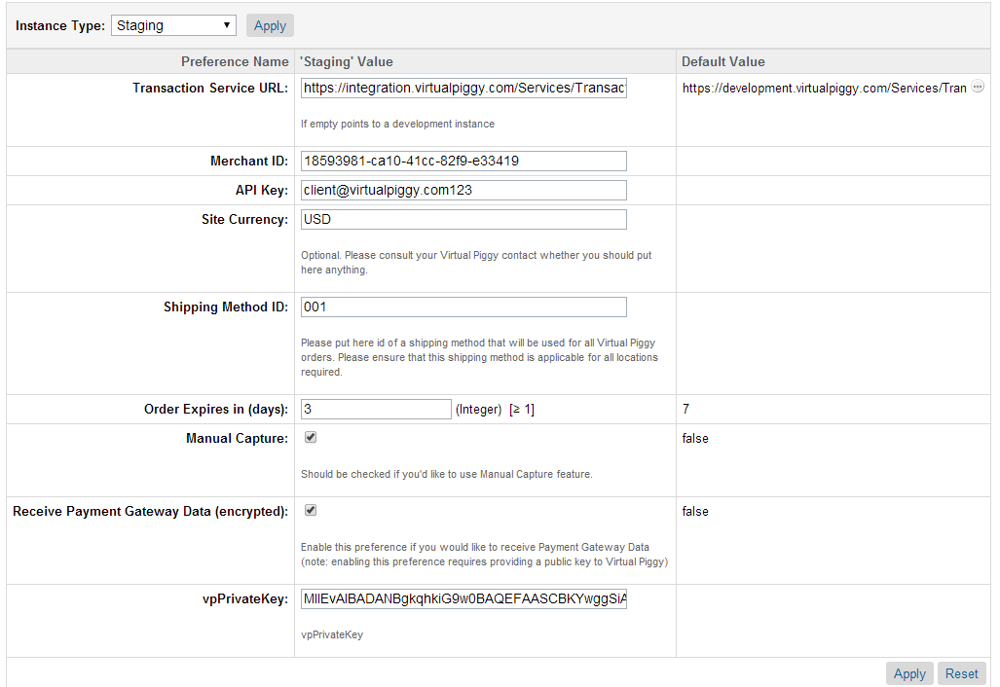 Instance Type: Staging Apply
Preference Name 'Staging' Value Default Value
Transaction Service URL: https://integration.virtualpiggy.com/Services/Transac https://development.virtualpiggy.com/Services/Tran
If empty points to a development instance
Merchant ID: 18593981-ca10-41cc-82f9-e33419
API Key: client@virtualpiggy.com123
Site Currency: USD
Optional. Please consult your Virtual Piggy contact whether you should put
here anything.
Shipping Method ID: 001
Please put here id of a shipping method that will be used for all Virtual Piggy
orders. Please ensure that this shipping method is applicable for all locations
required.
Order Expires in (days): 3 (Integer) [≥ 1] 7
Manual Capture: false
Should be checked if you'd like to use Manual Capture feature.
Receive Payment Gateway Data (encrypted): false
Enable this preference if you would like to receive Payment Gateway Data
(note: enabling this preference requires providing a public key to Virtual Piggy)
vpPrivateKey: MIIEvAIBADANBgkqhkiG9w0BAQEFAASCBKYwggSiA
vpPrivateKey
Apply Reset